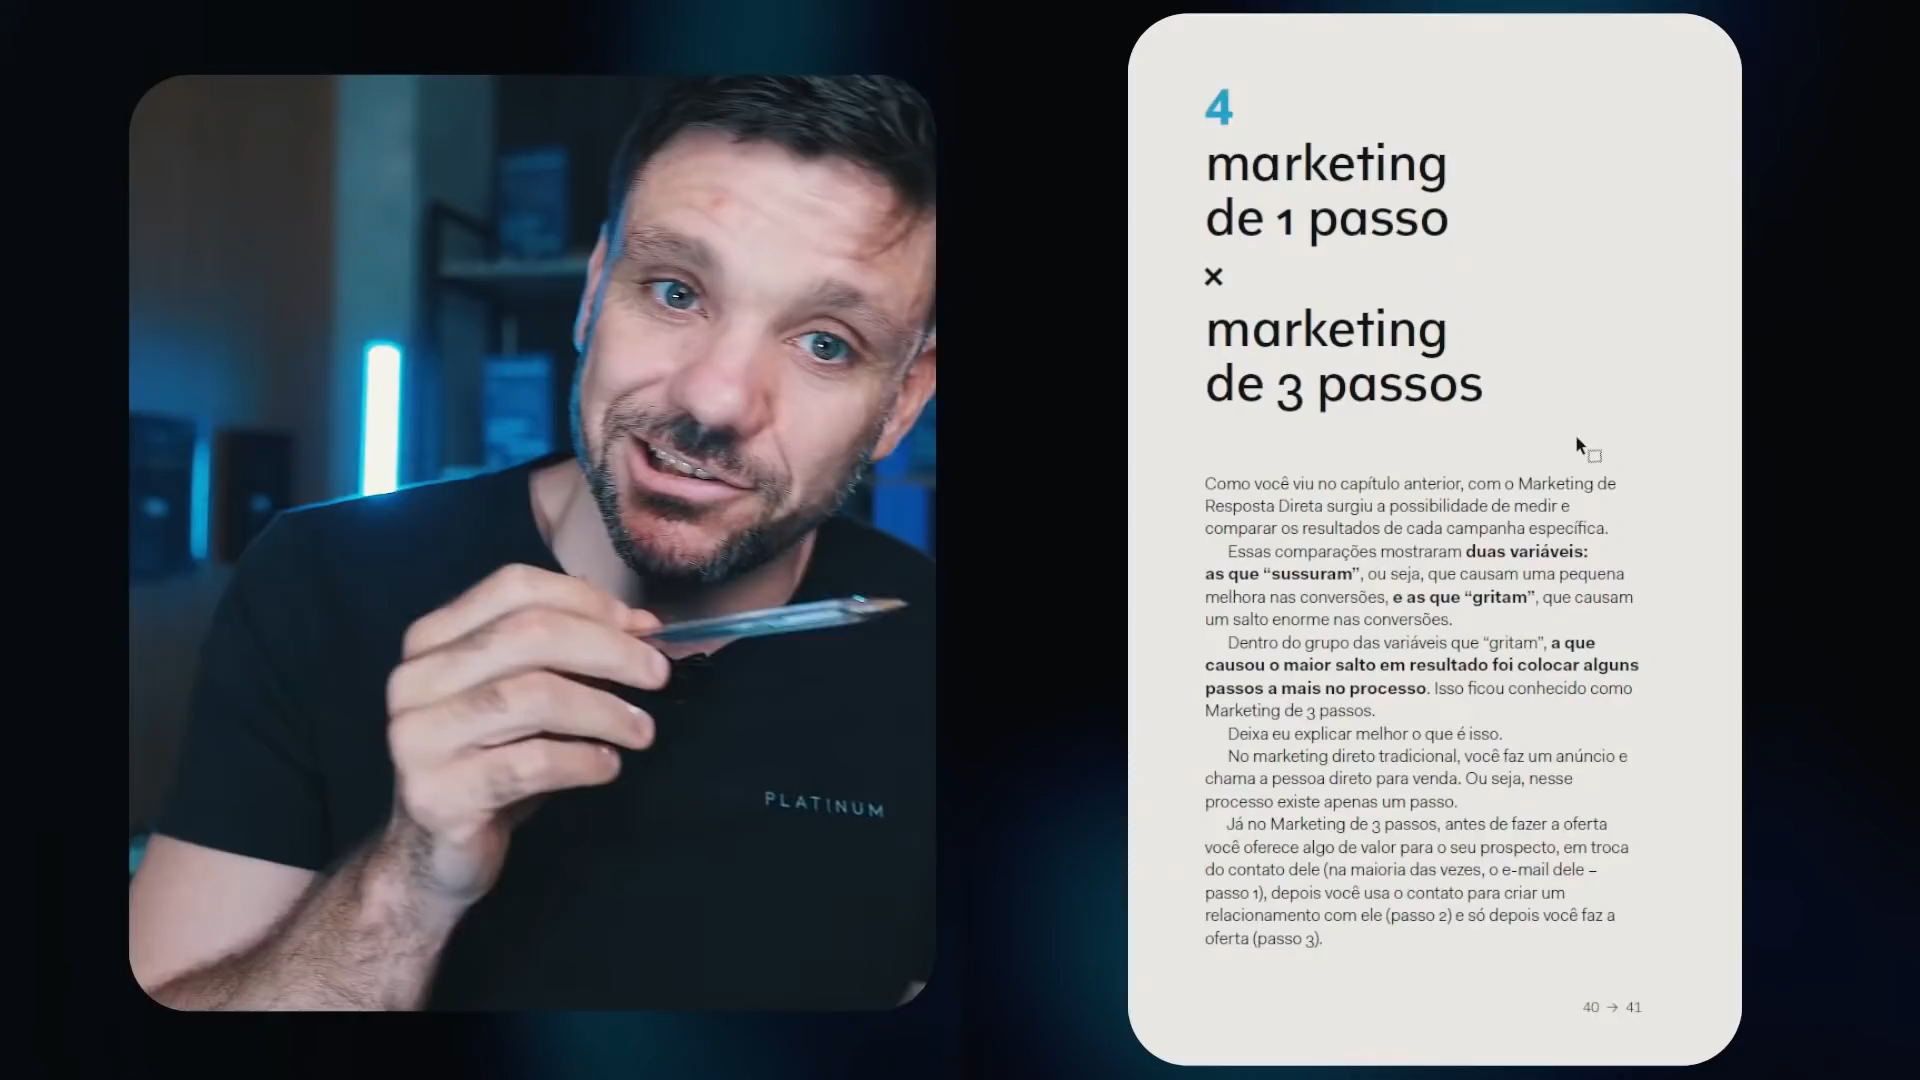 PLATINUM
4
marketing
de 1 passo
×
marketing
de 3 passos
Como você viu no capítulo anterior, com o Marketing de
Resposta Direta surgiu a possibilidade de medir e
comparar os resultados de cada campanha específica.
Essas comparações mostraram duas variáveis:
as que “sussuram”, ou seja, que causam uma pequena
melhora nas conversões, e as que “gritam”, que causam
um salto enorme nas conversões.
Dentro do grupo das variáveis que “gritam”, a que
causou o maior salto em resultado foi colocar alguns
passos a mais no processo. Isso ficou conhecido como
Marketing de 3 passos.
Deixa eu explicar melhor o que é isso.
No marketing direto tradicional, você faz um anúncio e
chama a pessoa direto para venda. Ou seja, nesse
processo existe apenas um passo.
Já no Marketing de 3 passos, antes de fazer a oferta
você oferece algo de valor para o seu prospecto, em troca
do contato dele (na maioria das vezes, o e-mail dele –
passo 1), depois você usa o contato para criar um
relacionamento com ele (passo 2) e só depois você faz a
oferta (passo 3).
40 → 41